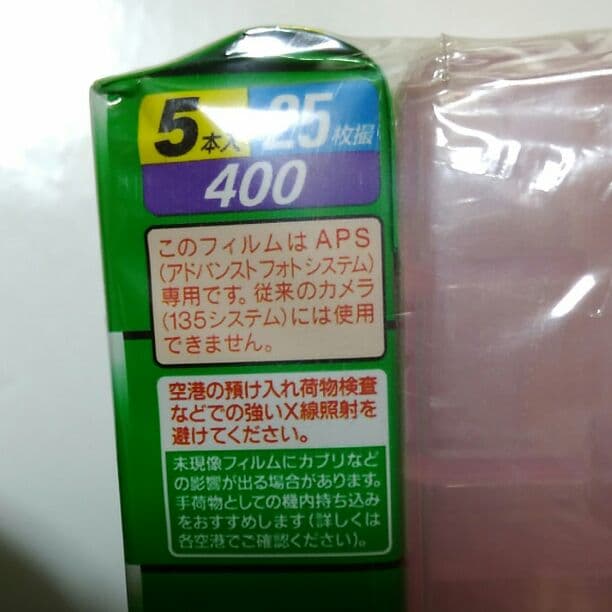 5本入 25枚撮
400
このフィルムはAPS
(アドバンストフォトシステム)
専用です。従来のカメラ
(135システム)には使用
できません。
空港の預け入れ荷物検査
などでの強いX線照射を
避けてください。
未現像フィルムにカブリなど
の影響が出る場合があります。
手荷物としての機内持ち込み
をおすすめします(詳しくは
各空港でご確認ください)。